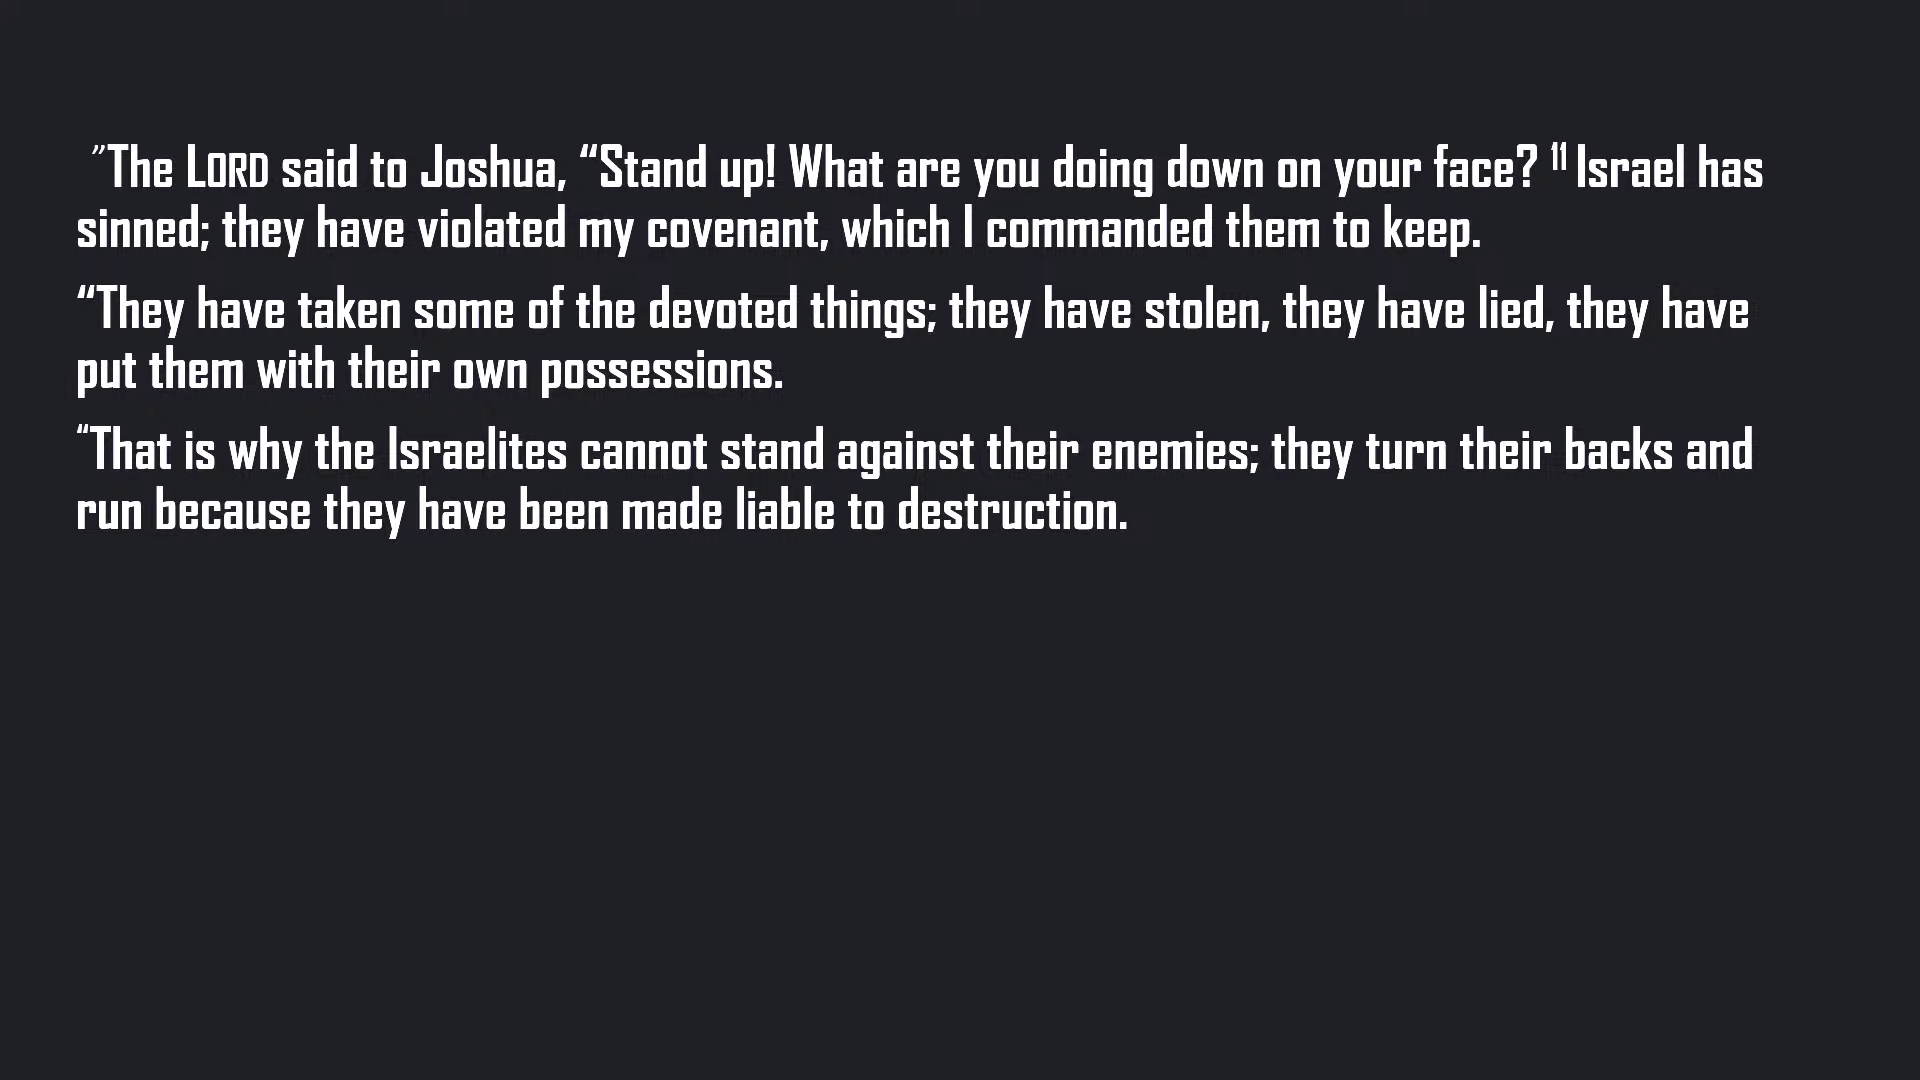 ”The LORD said to Joshua, “Stand up! What are you doing down on your face? 11 Israel has
sinned; they have violated my covenant, which I commanded them to keep.
“They have taken some of the devoted things; they have stolen, they have lied, they have
put them with their own possessions.
“That is why the Israelites cannot stand against their enemies; they turn their backs and
run because they have been made liable to destruction.